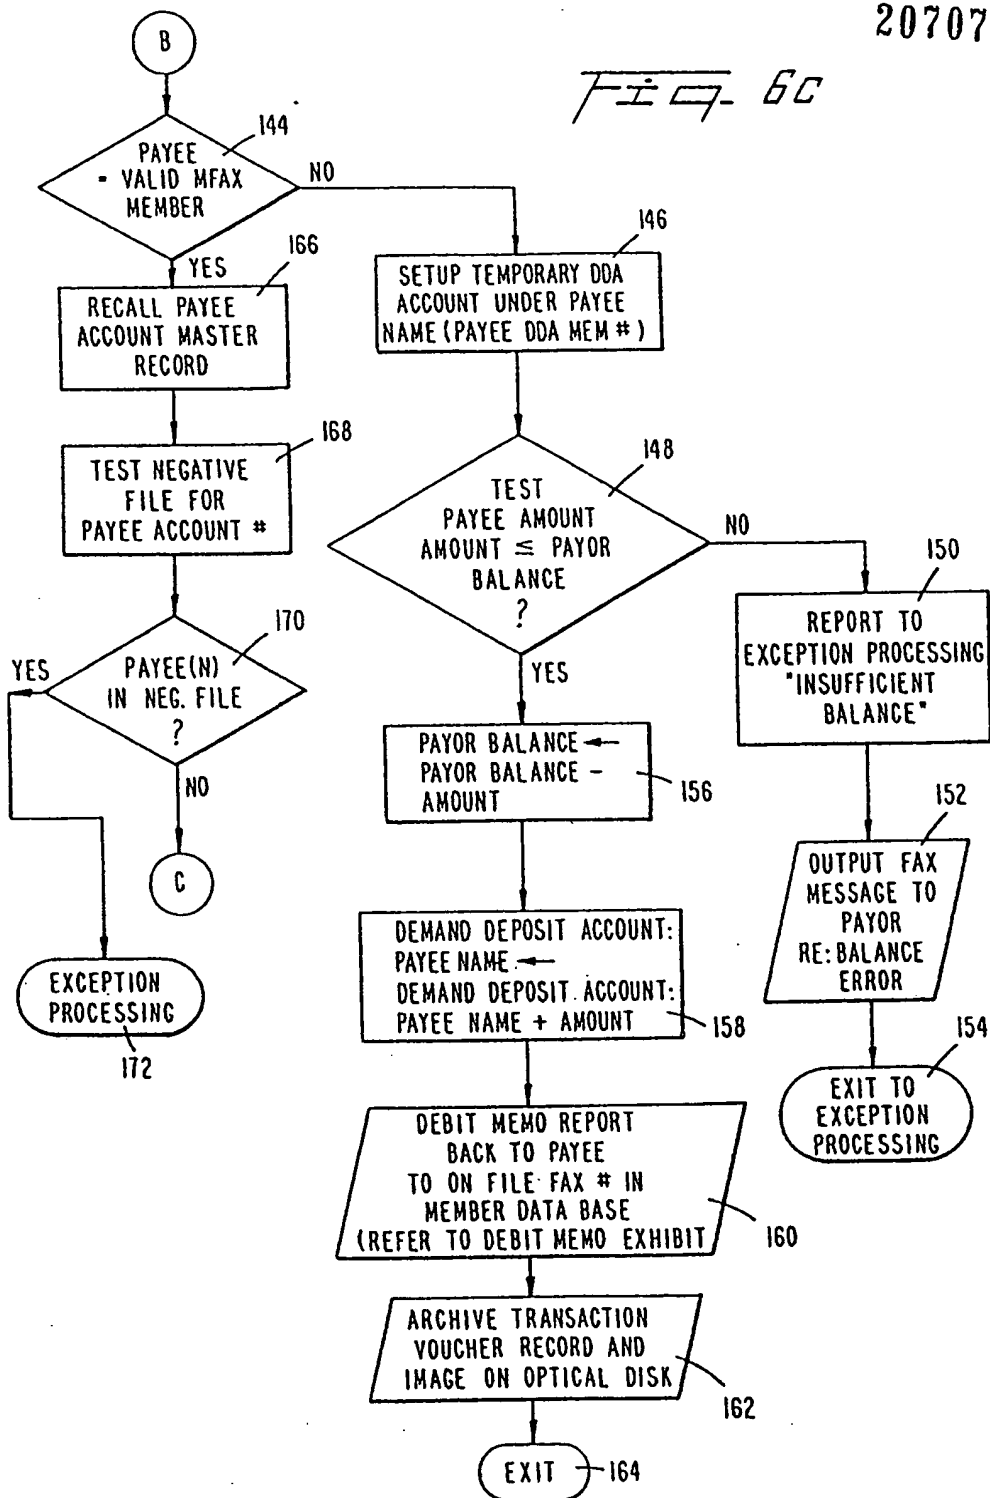 20707
Fig. 6C
B
144
PAYEE
= VALID MFAX
MEMBER
NO
YES
166
RECALL PAYEE
ACCOUNT MASTER
RECORD
146
SETUP TEMPORARY DDA
ACCOUNT UNDER PAYEE
NAME (PAYEE DDA MEM #)
168
TEST NEGATIVE
FILE FOR
PAYEE ACCOUNT #
148
TEST
PAYEE AMOUNT
AMOUNT ≤ PAYOR
BALANCE
?
NO
YES
170
PAYEE(N)
IN NEG. FILE
?
YES
NO
C
EXCEPTION
PROCESSING
172
150
REPORT TO
EXCEPTION PROCESSING
"INSUFFICIENT
BALANCE"
156
PAYOR BALANCE ←
PAYOR BALANCE -
AMOUNT
152
OUTPUT FAX
MESSAGE TO
PAYOR
RE: BALANCE
ERROR
DEMAND DEPOSIT ACCOUNT:
PAYEE NAME ←
DEMAND DEPOSIT ACCOUNT:
PAYEE NAME + AMOUNT
158
154
EXIT TO
EXCEPTION
PROCESSING
DEBIT MEMO REPORT
BACK TO PAYEE
TO ON FILE FAX # IN
MEMBER DATA BASE
(REFER TO DEBIT MEMO EXHIBIT
160
ARCHIVE TRANSACTION
VOUCHER RECORD AND
IMAGE ON OPTICAL DISK
162
EXIT
164